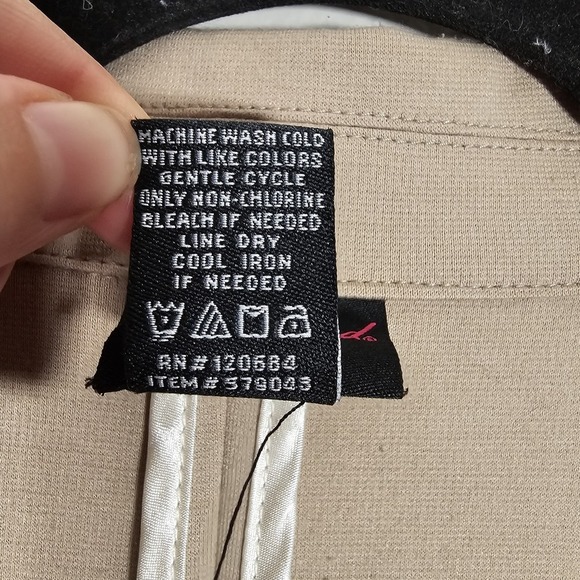 MACHINE WASH COLD
WITH LIKE COLORS
GENTLE CYCLE
ONLY NON-CHLORINE
BLEACH IF NEEDED
LINE DRY
COOL IRON
IF NEEDED
RN # 120684
ITEM # 579043
d.®